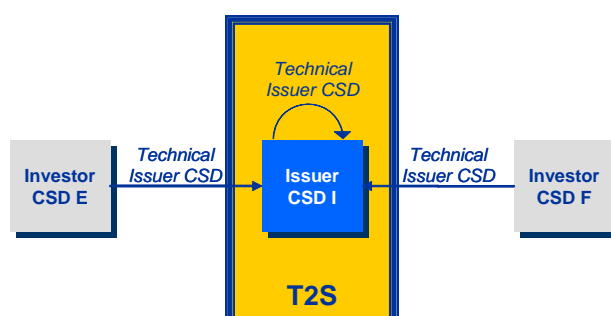 Technical
Issuer CSD
Investor
CSD E
Technical
Issuer CSD
Issuer
CSD I
Technical
Issuer CSD
Investor
CSD F
T2S